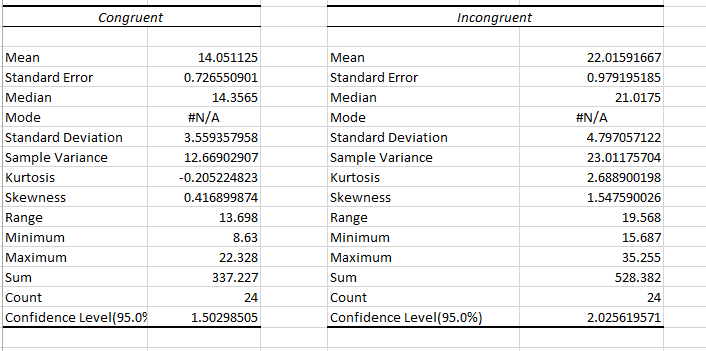 Congruent Incongruent
Mean 14.051125 Mean 22.01591667
Standard Error 0.726550901 Standard Error 0.979195185
Median 14.3565 Median 21.0175
Mode #N/A Mode #N/A
Standard Deviation 3.559357958 Standard Deviation 4.797057122
Sample Variance 12.66902907 Sample Variance 23.01175704
Kurtosis -0.205224823 Kurtosis 2.688900198
Skewness 0.416899874 Skewness 1.547590026
Range 13.698 Range 19.568
Minimum 8.63 Minimum 15.687
Maximum 22.328 Maximum 35.255
Sum 337.227 Sum 528.382
Count 24 Count 24
Confidence Level(95.0% 1.50298505 Confidence Level(95.0%) 2.025619571